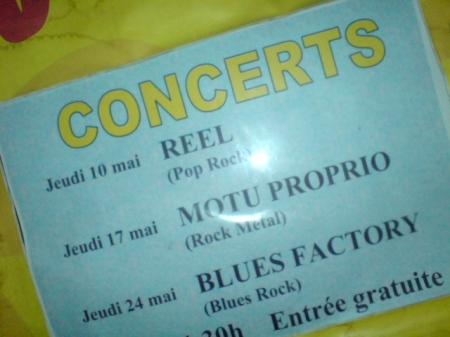 CONCERTS
Jeudi 10 mai REEL
(Pop Rock)
Jeudi 17 mai MOTU PROPRIO
(Rock Metal)
Jeudi 24 mai BLUES FACTORY
(Blues Rock)
30h Entrée gratuite